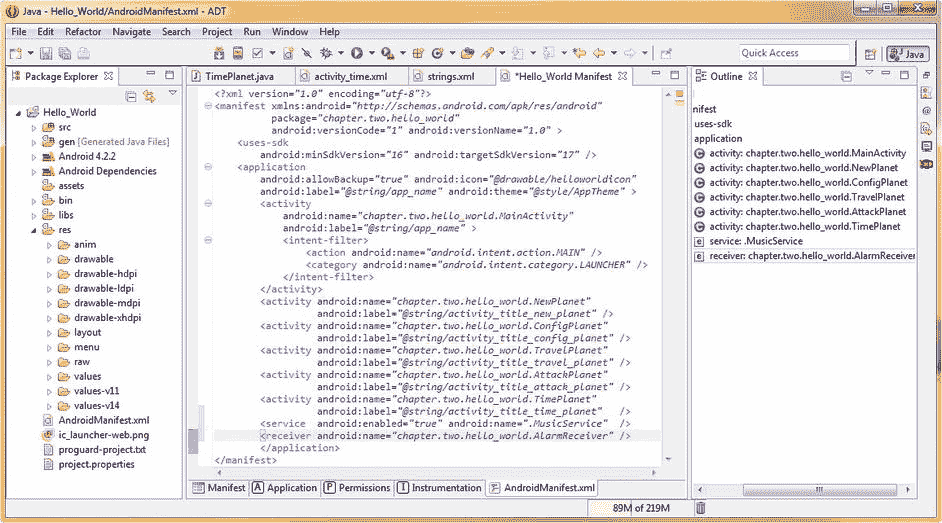 Java - Hello_World/AndroidManifest.xml - ADT
File Edit Refactor Navigate Search Project Run Window Help
Quick Access
Java
Package Explorer
Hello_World
src
gen [Generated Java Files]
Android 4.2.2
Android Dependencies
assets
bin
libs
res
anim
drawable
drawable-hdpi
drawable-ldpi
drawable-mdpi
drawable-xhdpi
layout
menu
raw
values
values-v11
values-v14
AndroidManifest.xml
ic_launcher-web.png
proguard-project.txt
project.properties
TimePlanet.java activity_time.xml strings.xml *Hello_World Manifest
<?xml version="1.0" encoding="utf-8"?>
<manifest xmlns:android="http://schemas.android.com/apk/res/android"
package="chapter.two.hello_world"
android:versionCode="1" android:versionName="1.0" >
<uses-sdk
android:minSdkVersion="16" android:targetSdkVersion="17" />
<application
android:allowBackup="true" android:icon="@drawable/helloworldicon"
android:label="@string/app_name" android:theme="@style/AppTheme" >
<activity
android:name="chapter.two.hello_world.MainActivity"
android:label="@string/app_name" >
<intent-filter>
<action android:name="android.intent.action.MAIN" />
<category android:name="android.intent.category.LAUNCHER" />
</intent-filter>
</activity>
<activity android:name="chapter.two.hello_world.NewPlanet"
android:label="@string/activity_title_new_planet" />
<activity android:name="chapter.two.hello_world.ConfigPlanet"
android:label="@string/activity_title_config_planet" />
<activity android:name="chapter.two.hello_world.TravelPlanet"
android:label="@string/activity_title_travel_planet" />
<activity android:name="chapter.two.hello_world.AttackPlanet"
android:label="@string/activity_title_attack_planet" />
<activity android:name="chapter.two.hello_world.TimePlanet"
android:label="@string/activity_title_time_planet" />
<service android:enabled="true" android:name=".MusicService" />
<receiver android:name="chapter.two.hello_world.AlarmReceiver" />
</application>
</manifest>
Manifest Application Permissions Instrumentation AndroidManifest.xml
Outline
nifest
uses-sdk
application
activity: chapter.two.hello_world.MainActivity
activity: chapter.two.hello_world.NewPlanet
activity: chapter.two.hello_world.ConfigPlanet
activity: chapter.two.hello_world.TravelPlanet
activity: chapter.two.hello_world.AttackPlanet
activity: chapter.two.hello_world.TimePlanet
service: .MusicService
receiver: chapter.two.hello_world.AlarmReceiver
89M of 219M